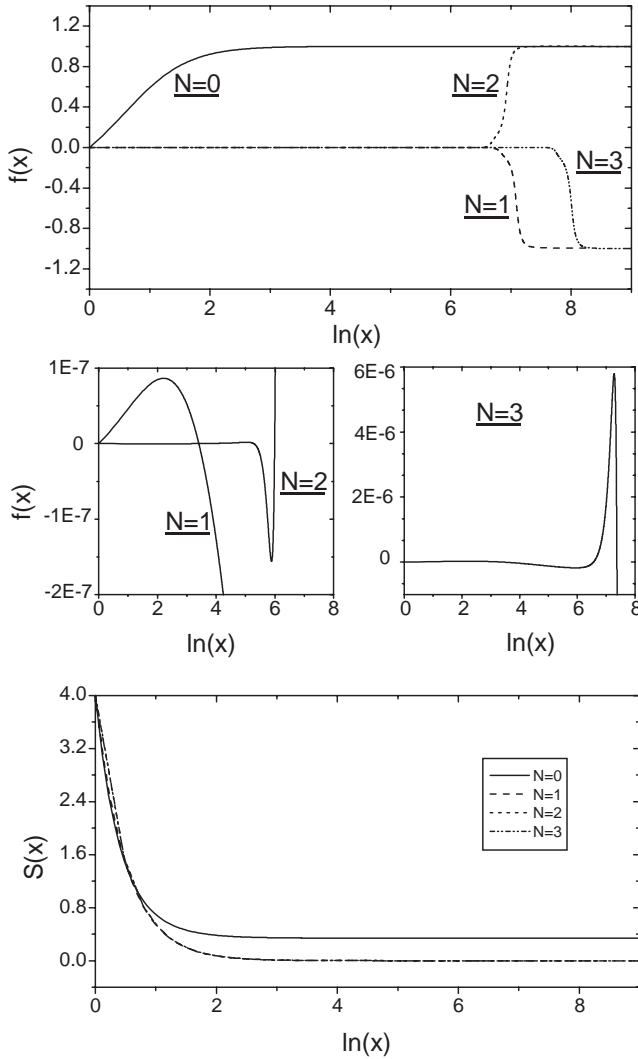 1.2
0.8
0.4
0.0
-0.4
-0.8
-1.2
f(x)
N=0
N=2
N=3
N=1
0 2 4 6 8
ln(x)
1E-7
0
-1E-7
-2E-7
f(x)
N=1
N=2
0 2 4 6 8
ln(x)
6E-6
4E-6
2E-6
0
N=3
0 2 4 6 8
ln(x)
4.0
3.2
2.4
1.6
0.8
0.0
S(x)
N=0
N=1
N=2
N=3
0 2 4 6 8
ln(x)